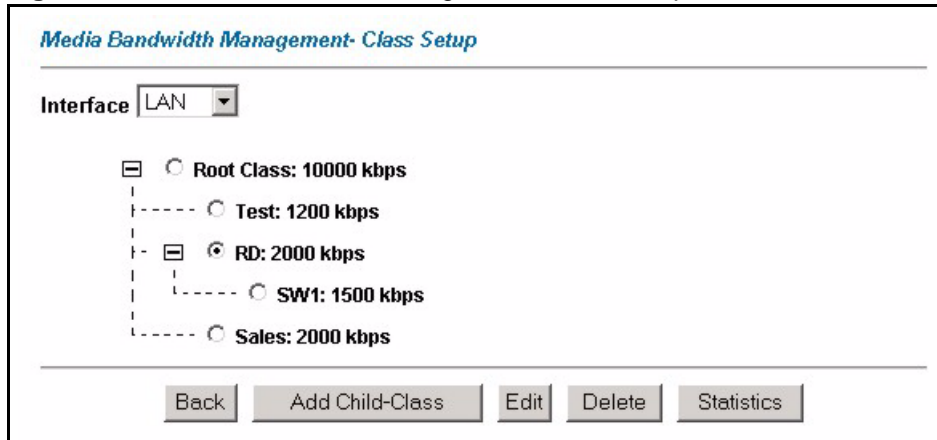 Media Bandwidth Management- Class Setup
Interface LAN
Root Class: 10000 kbps
Test: 1200 kbps
RD: 2000 kbps
SW1: 1500 kbps
Sales: 2000 kbps
Back Add Child-Class Edit Delete Statistics